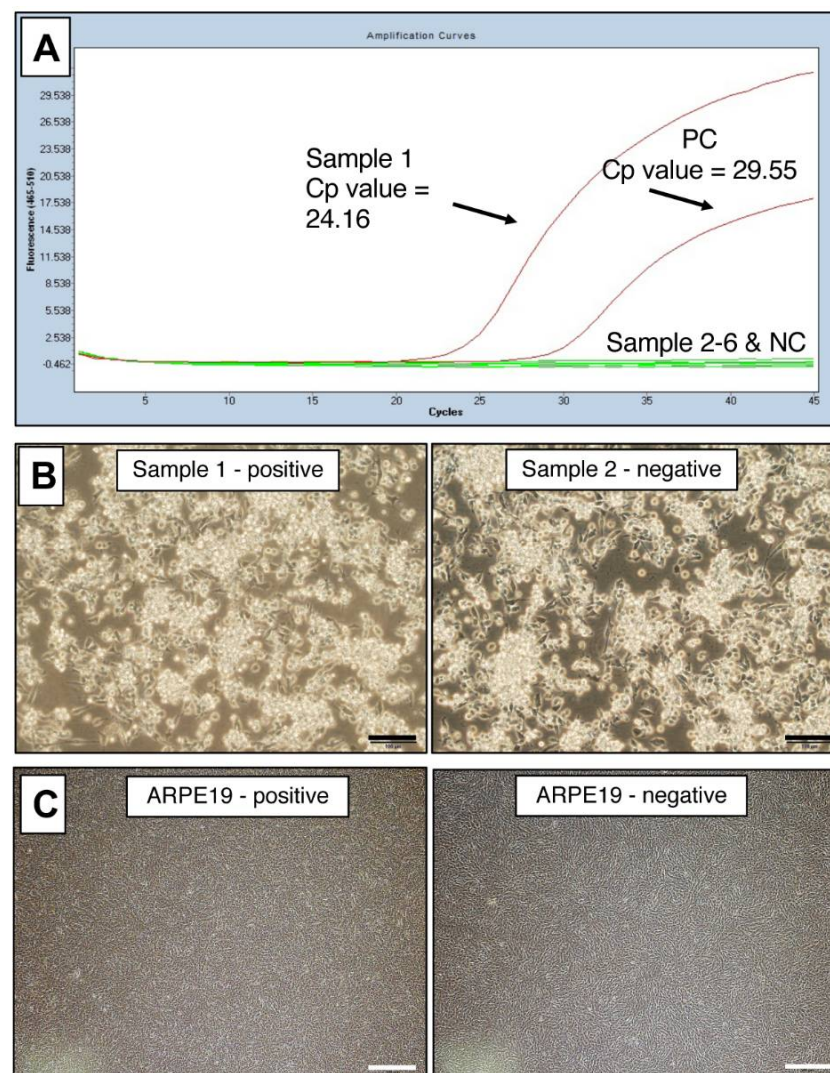 A
Amplification Curves
Fluorescence (465-510)
29.538
26.538
23.538
20.538
17.538
14.538
11.538
8.538
5.538
2.538
-0.462
Sample 1
Cp value =
24.16
PC
Cp value = 29.55
Sample 2-6 & NC
5
10
15
20
25
30
35
40
45
Cycles
B
Sample 1 - positive
Sample 2 - negative
C
ARPE19 - positive
ARPE19 - negative